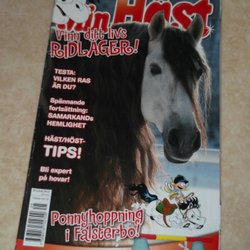 Min Häst
Vinn ditt livs
RIDLÄGER!
TESTA:
VILKEN RAS
ÄR DU?
Spännande
fortsättning:
SAMARKANDs
HEMLIGHET
HÄST/HÖST-
TIPS!
Bli expert
på hovar!
Ponnyhoppning
i Falsterbo!